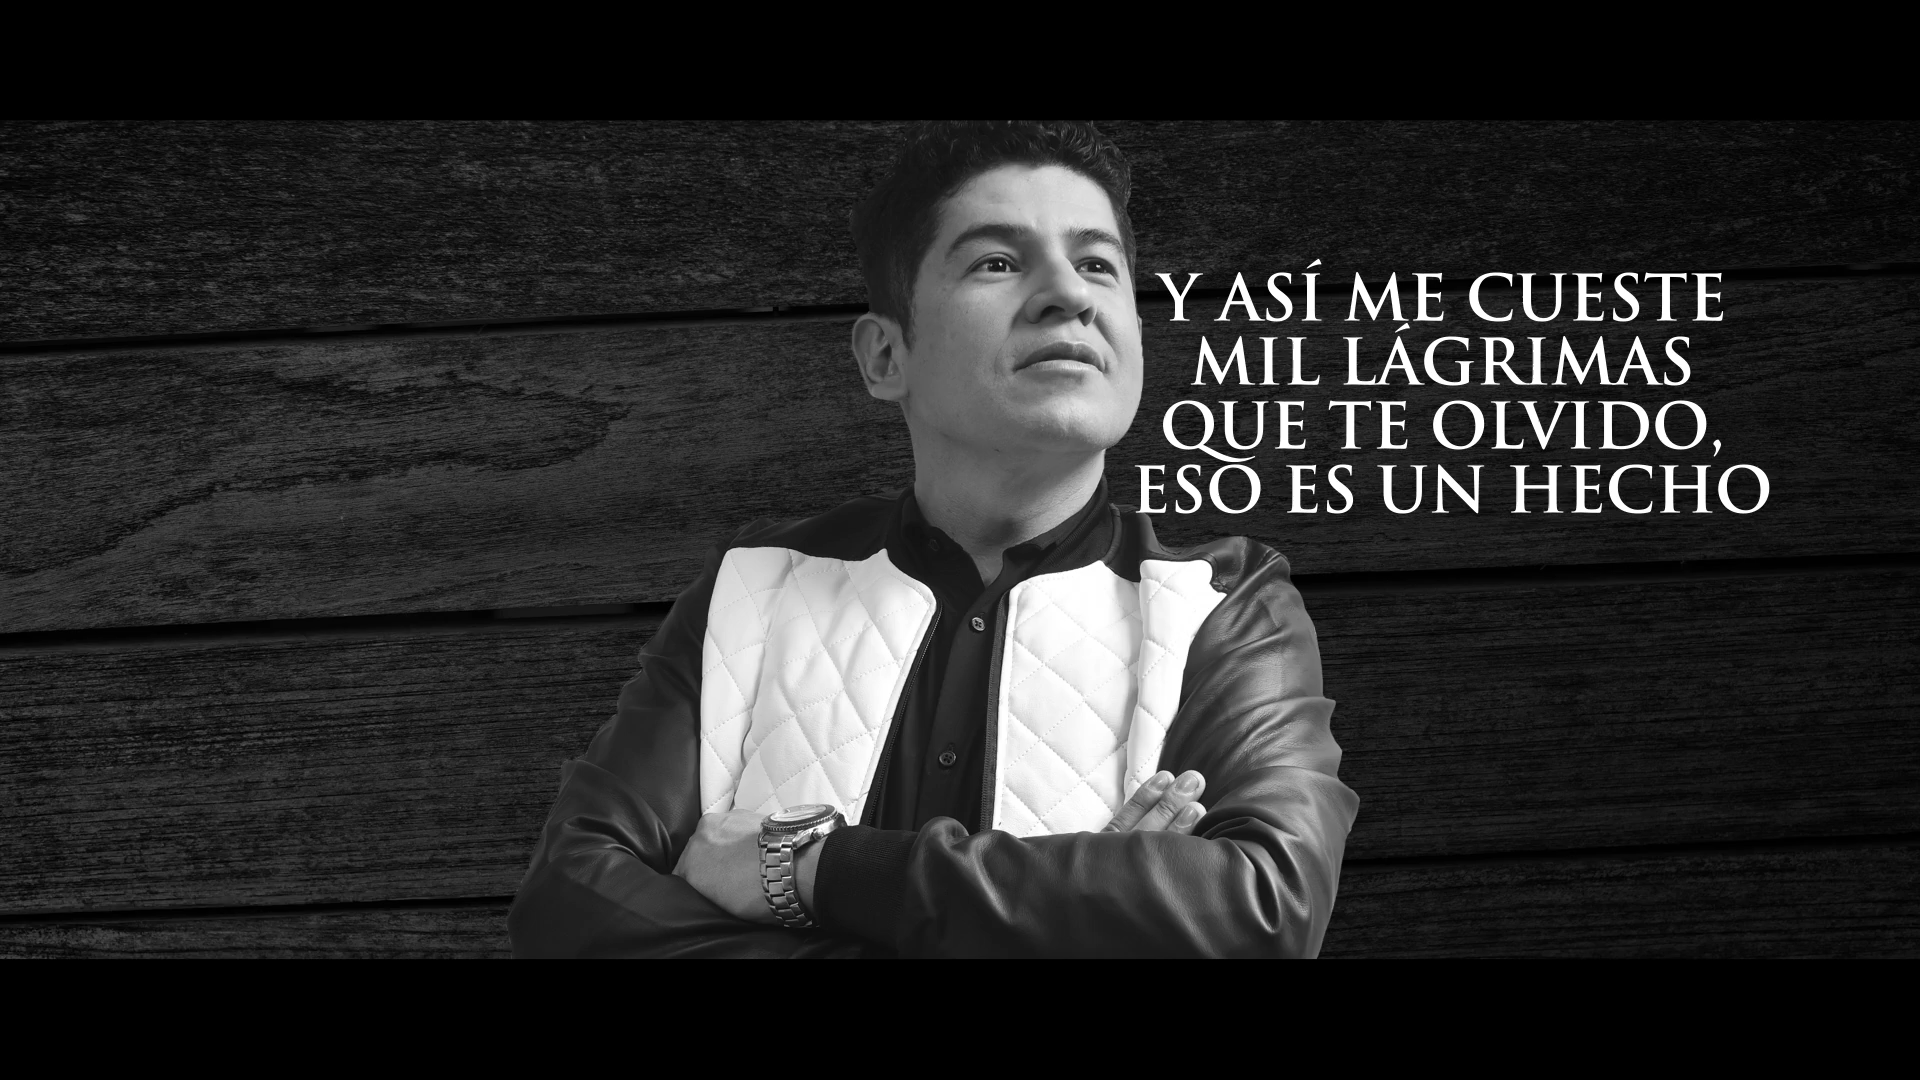 Y ASÍ ME CUESTE
MIL LÁGRIMAS
QUE TE OLVIDO,
ESO ES UN HECHO